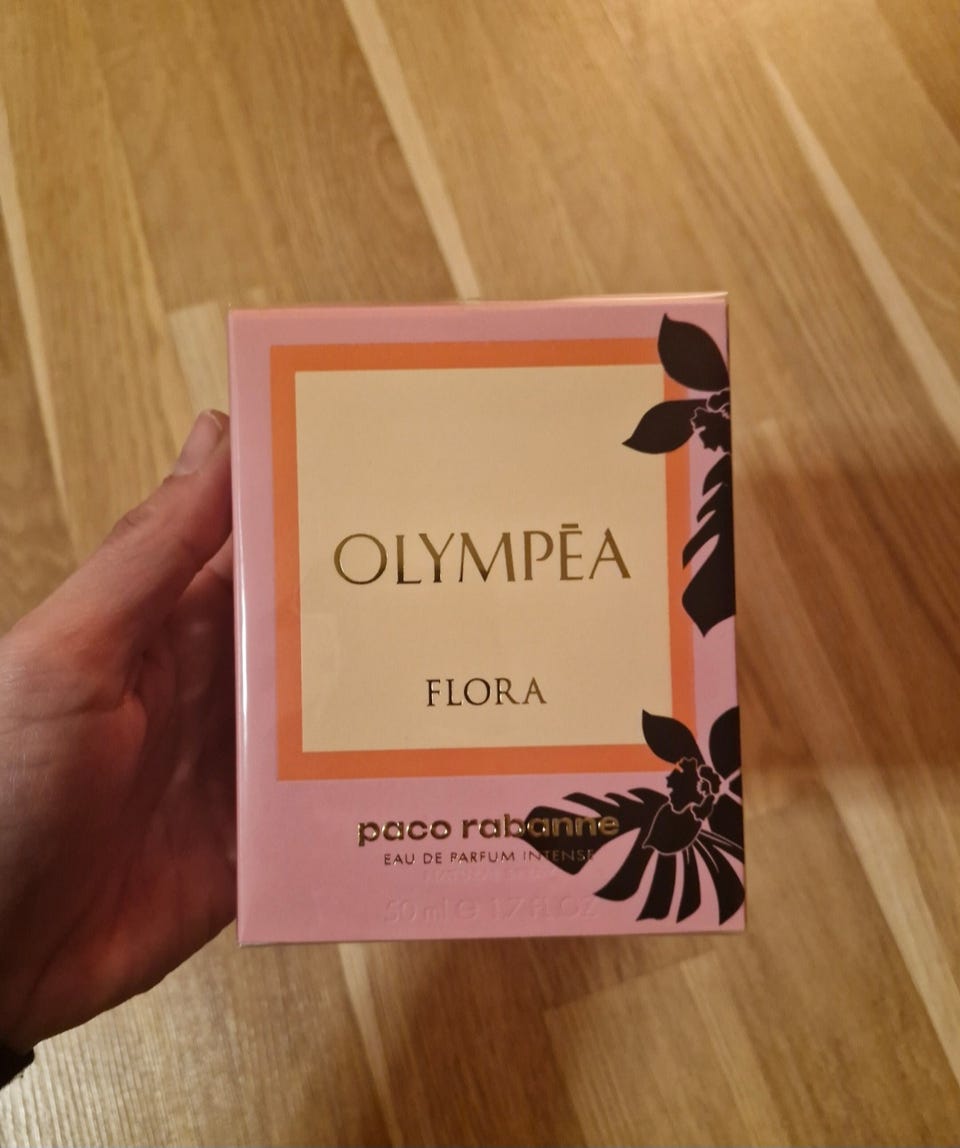 OLYMPĒA
FLORA
paco rabanne
EAU DE PARFUM INTENSE
50 ml e 1.7 FL.OZ